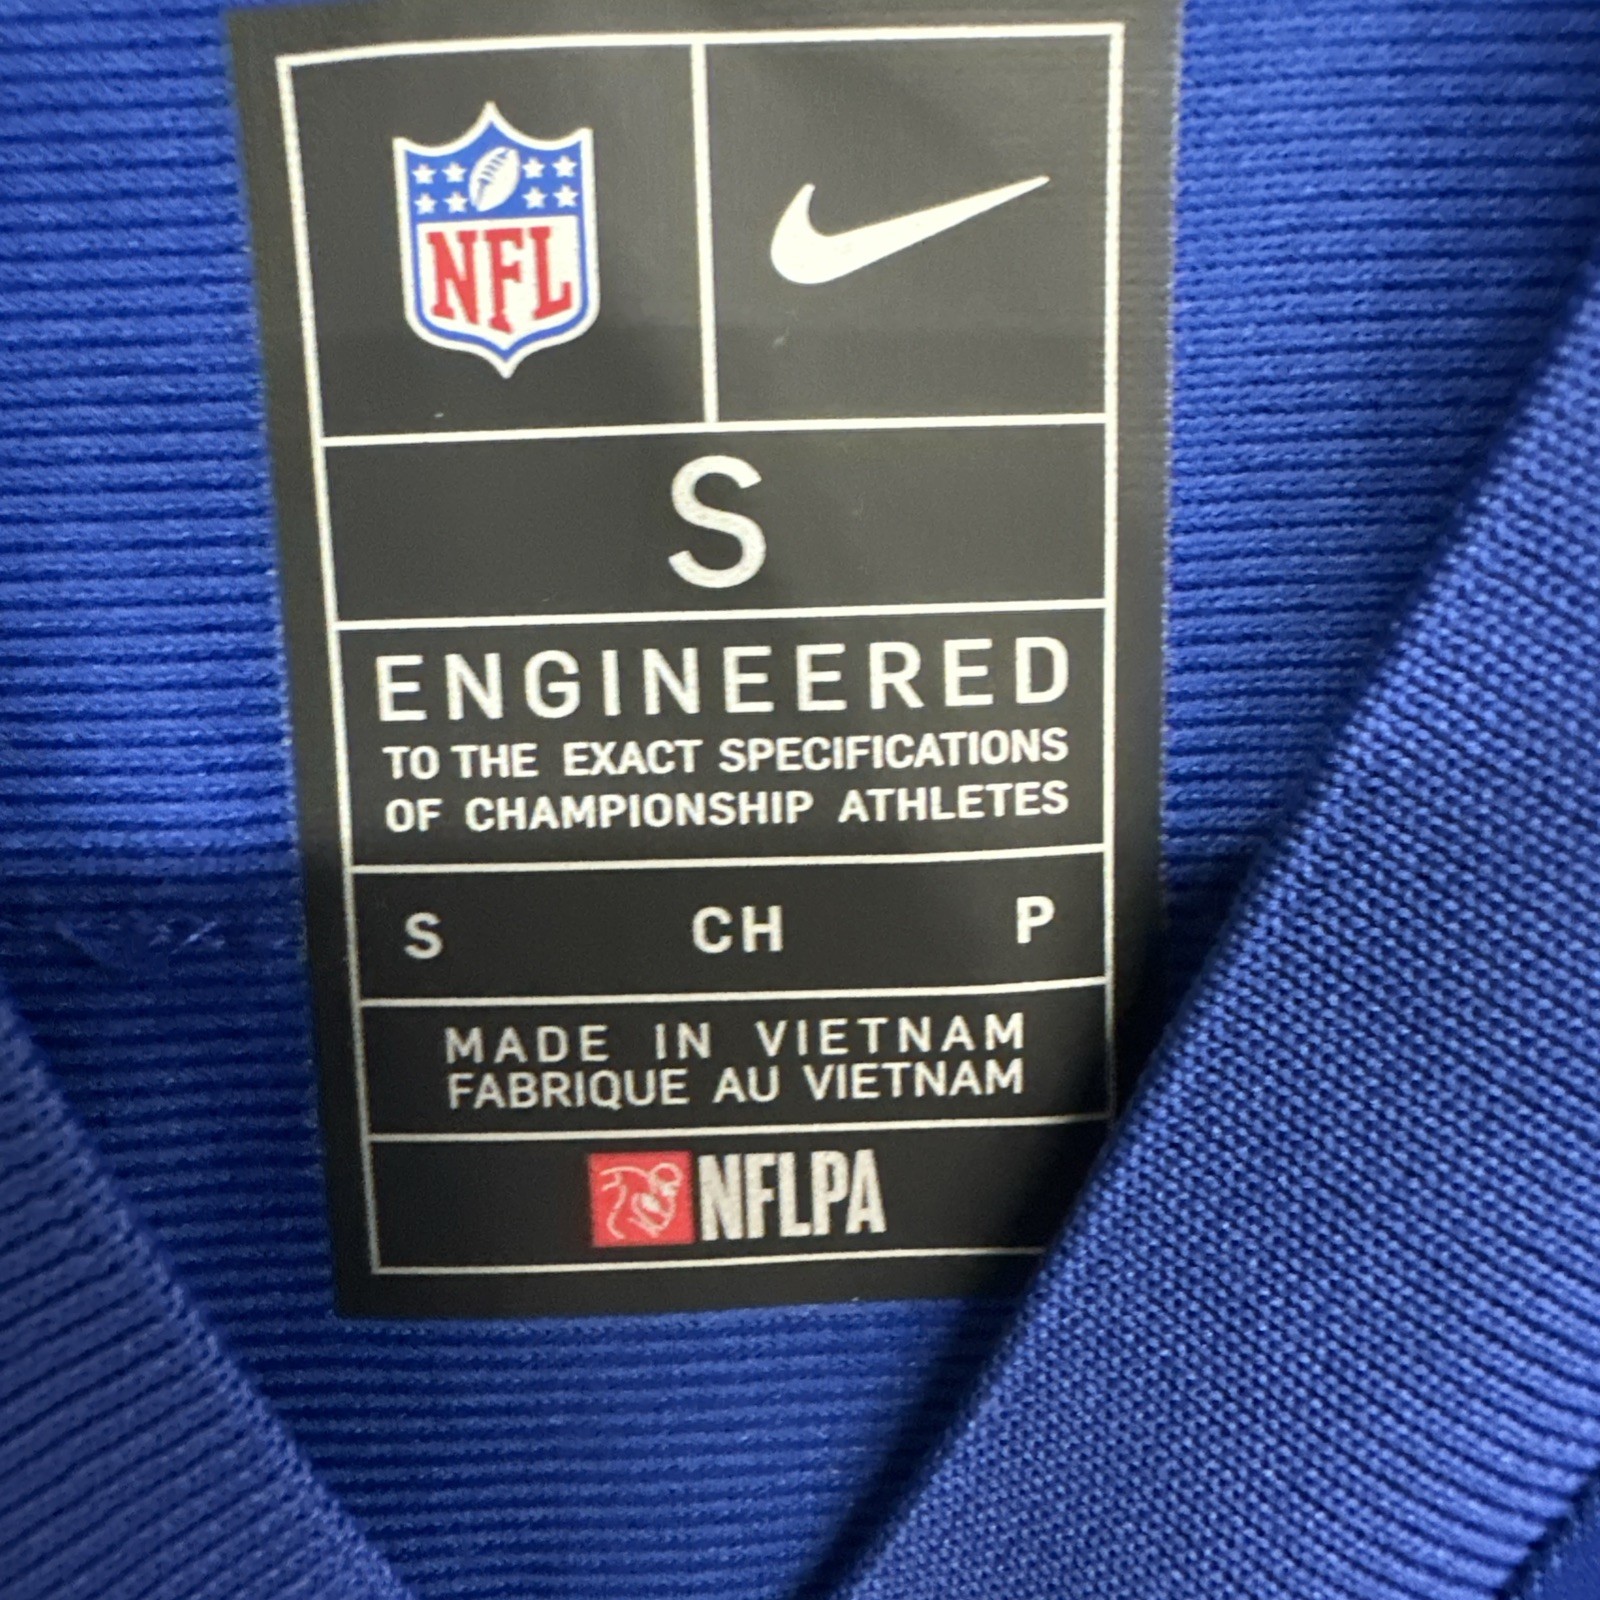 NFL
S
ENGINEERED
TO THE EXACT SPECIFICATIONS
OF CHAMPIONSHIP ATHLETES
S CH P
MADE IN VIETNAM
FABRIQUE AU VIETNAM
NFLPA